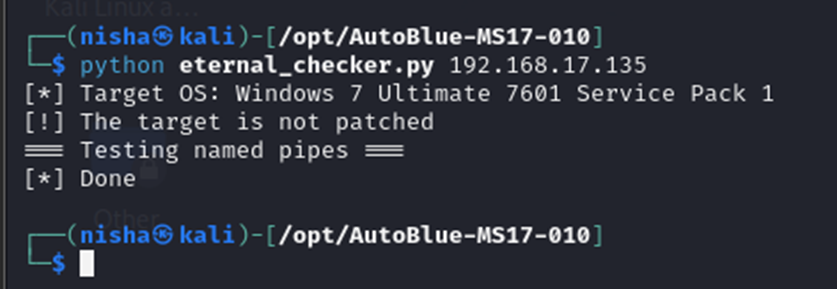 Kali Linux a...
(nisha㉿kali)-[/opt/AutoBlue-MS17-010]
$ python eternal_checker.py 192.168.17.135
[*] Target OS: Windows 7 Ultimate 7601 Service Pack 1
[!] The target is not patched
=== Testing named pipes ===
[*] Done
Other
(nisha㉿kali)-[/opt/AutoBlue-MS17-010]
$